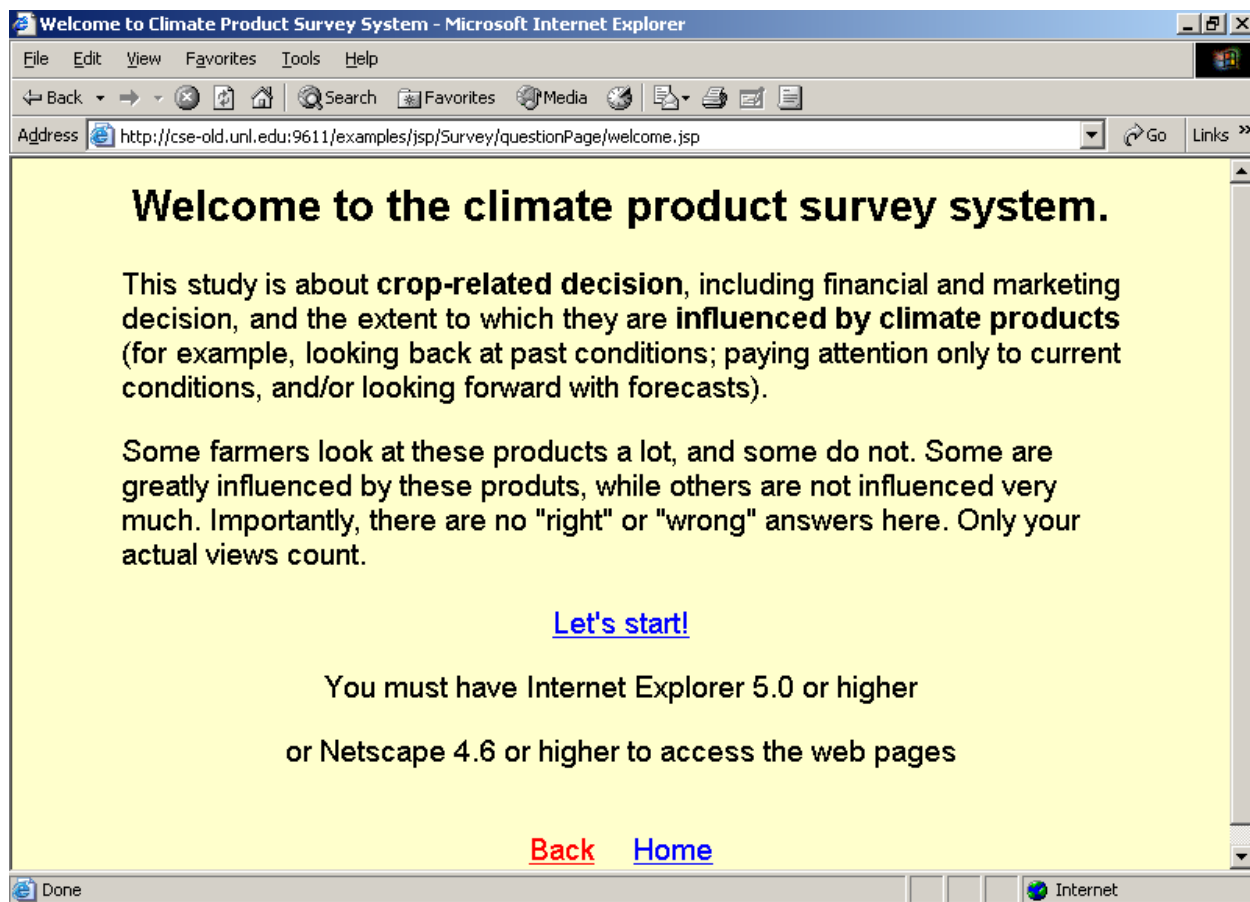 Welcome to Climate Product Survey System - Microsoft Internet Explorer
File Edit View Favorites Tools Help
Back Search Favorites Media
Address http://cse-old.unl.edu:9611/examples/jsp/Survey/questionPage/welcome.jsp Go Links »
Welcome to the climate product survey system.
This study is about crop-related decision, including financial and marketing
decision, and the extent to which they are influenced by climate products
(for example, looking back at past conditions; paying attention only to current
conditions, and/or looking forward with forecasts).
Some farmers look at these products a lot, and some do not. Some are
greatly influenced by these produts, while others are not influenced very
much. Importantly, there are no "right" or "wrong" answers here. Only your
actual views count.
Let's start!
You must have Internet Explorer 5.0 or higher
or Netscape 4.6 or higher to access the web pages
Back Home
Done Internet